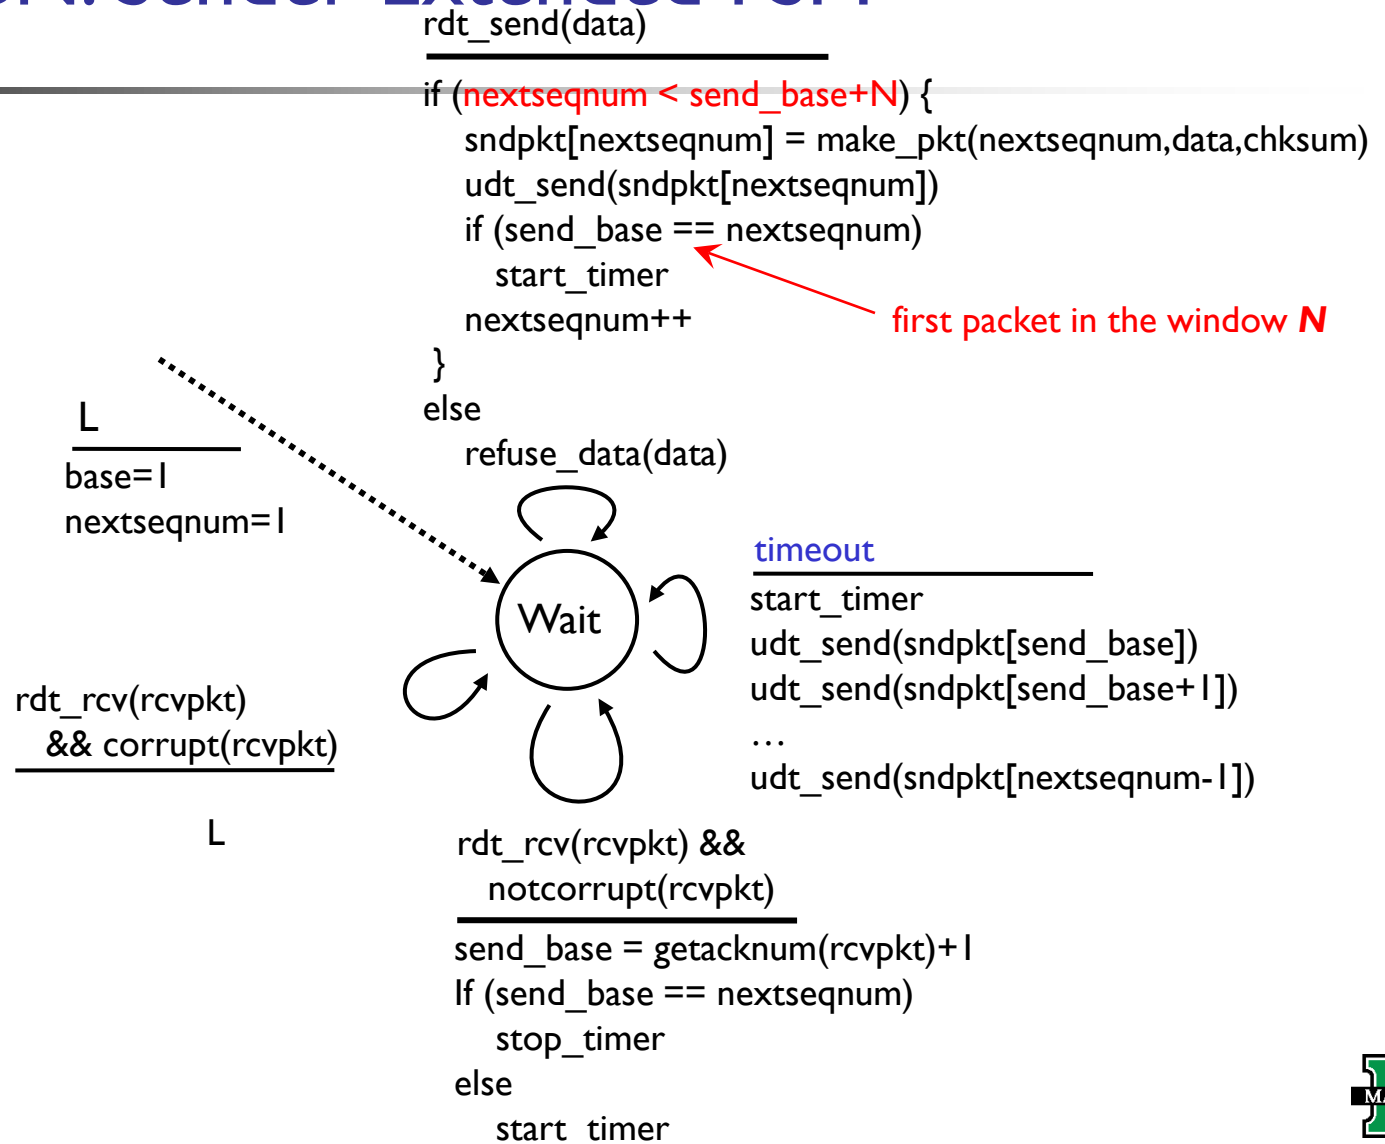 Sender Extended FSM
rdt_send(data)
if (nextseqnum < send_base+N) {
sndpkt[nextseqnum] = make_pkt(nextseqnum,data,chksum)
udt_send(sndpkt[nextseqnum])
if (send_base == nextseqnum)
start_timer
nextseqnum++
first packet in the window N
}
else
refuse_data(data)
L
base=1
nextseqnum=1
Wait
timeout
start_timer
udt_send(sndpkt[send_base])
udt_send(sndpkt[send_base+1])
…
udt_send(sndpkt[nextseqnum-1])
rdt_rcv(rcvpkt)
&& corrupt(rcvpkt)
L
rdt_rcv(rcvpkt) &&
notcorrupt(rcvpkt)
send_base = getacknum(rcvpkt)+1
If (send_base == nextseqnum)
stop_timer
else
start_timer